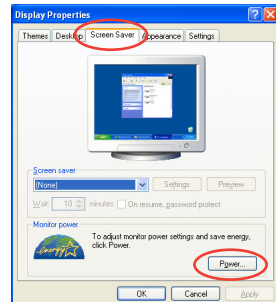 Display Properties
Themes Desktop Screen Saver Appearance Settings
Screen saver
(None) Settings Preview
Wait: 10 minutes On resume, password protect
Monitor power
To adjust monitor power settings and save energy,
click Power.
energy
Power...
OK Cancel Apply